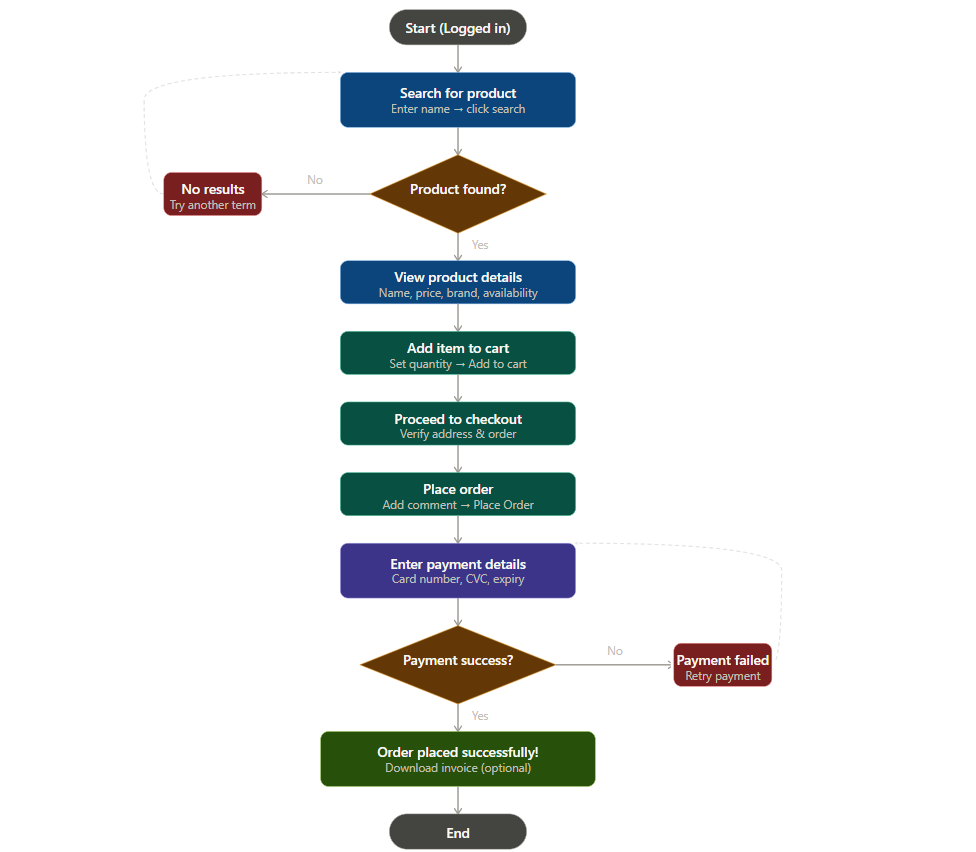 Start (Logged in)
Search for product
Enter name → click search
Product found?
No
No results
Try another term
Yes
View product details
Name, price, brand, availability
Add item to cart
Set quantity → Add to cart
Proceed to checkout
Verify address & order
Place order
Add comment → Place Order
Enter payment details
Card number, CVC, expiry
Payment success?
No
Payment failed
Retry payment
Yes
Order placed successfully!
Download invoice (optional)
End